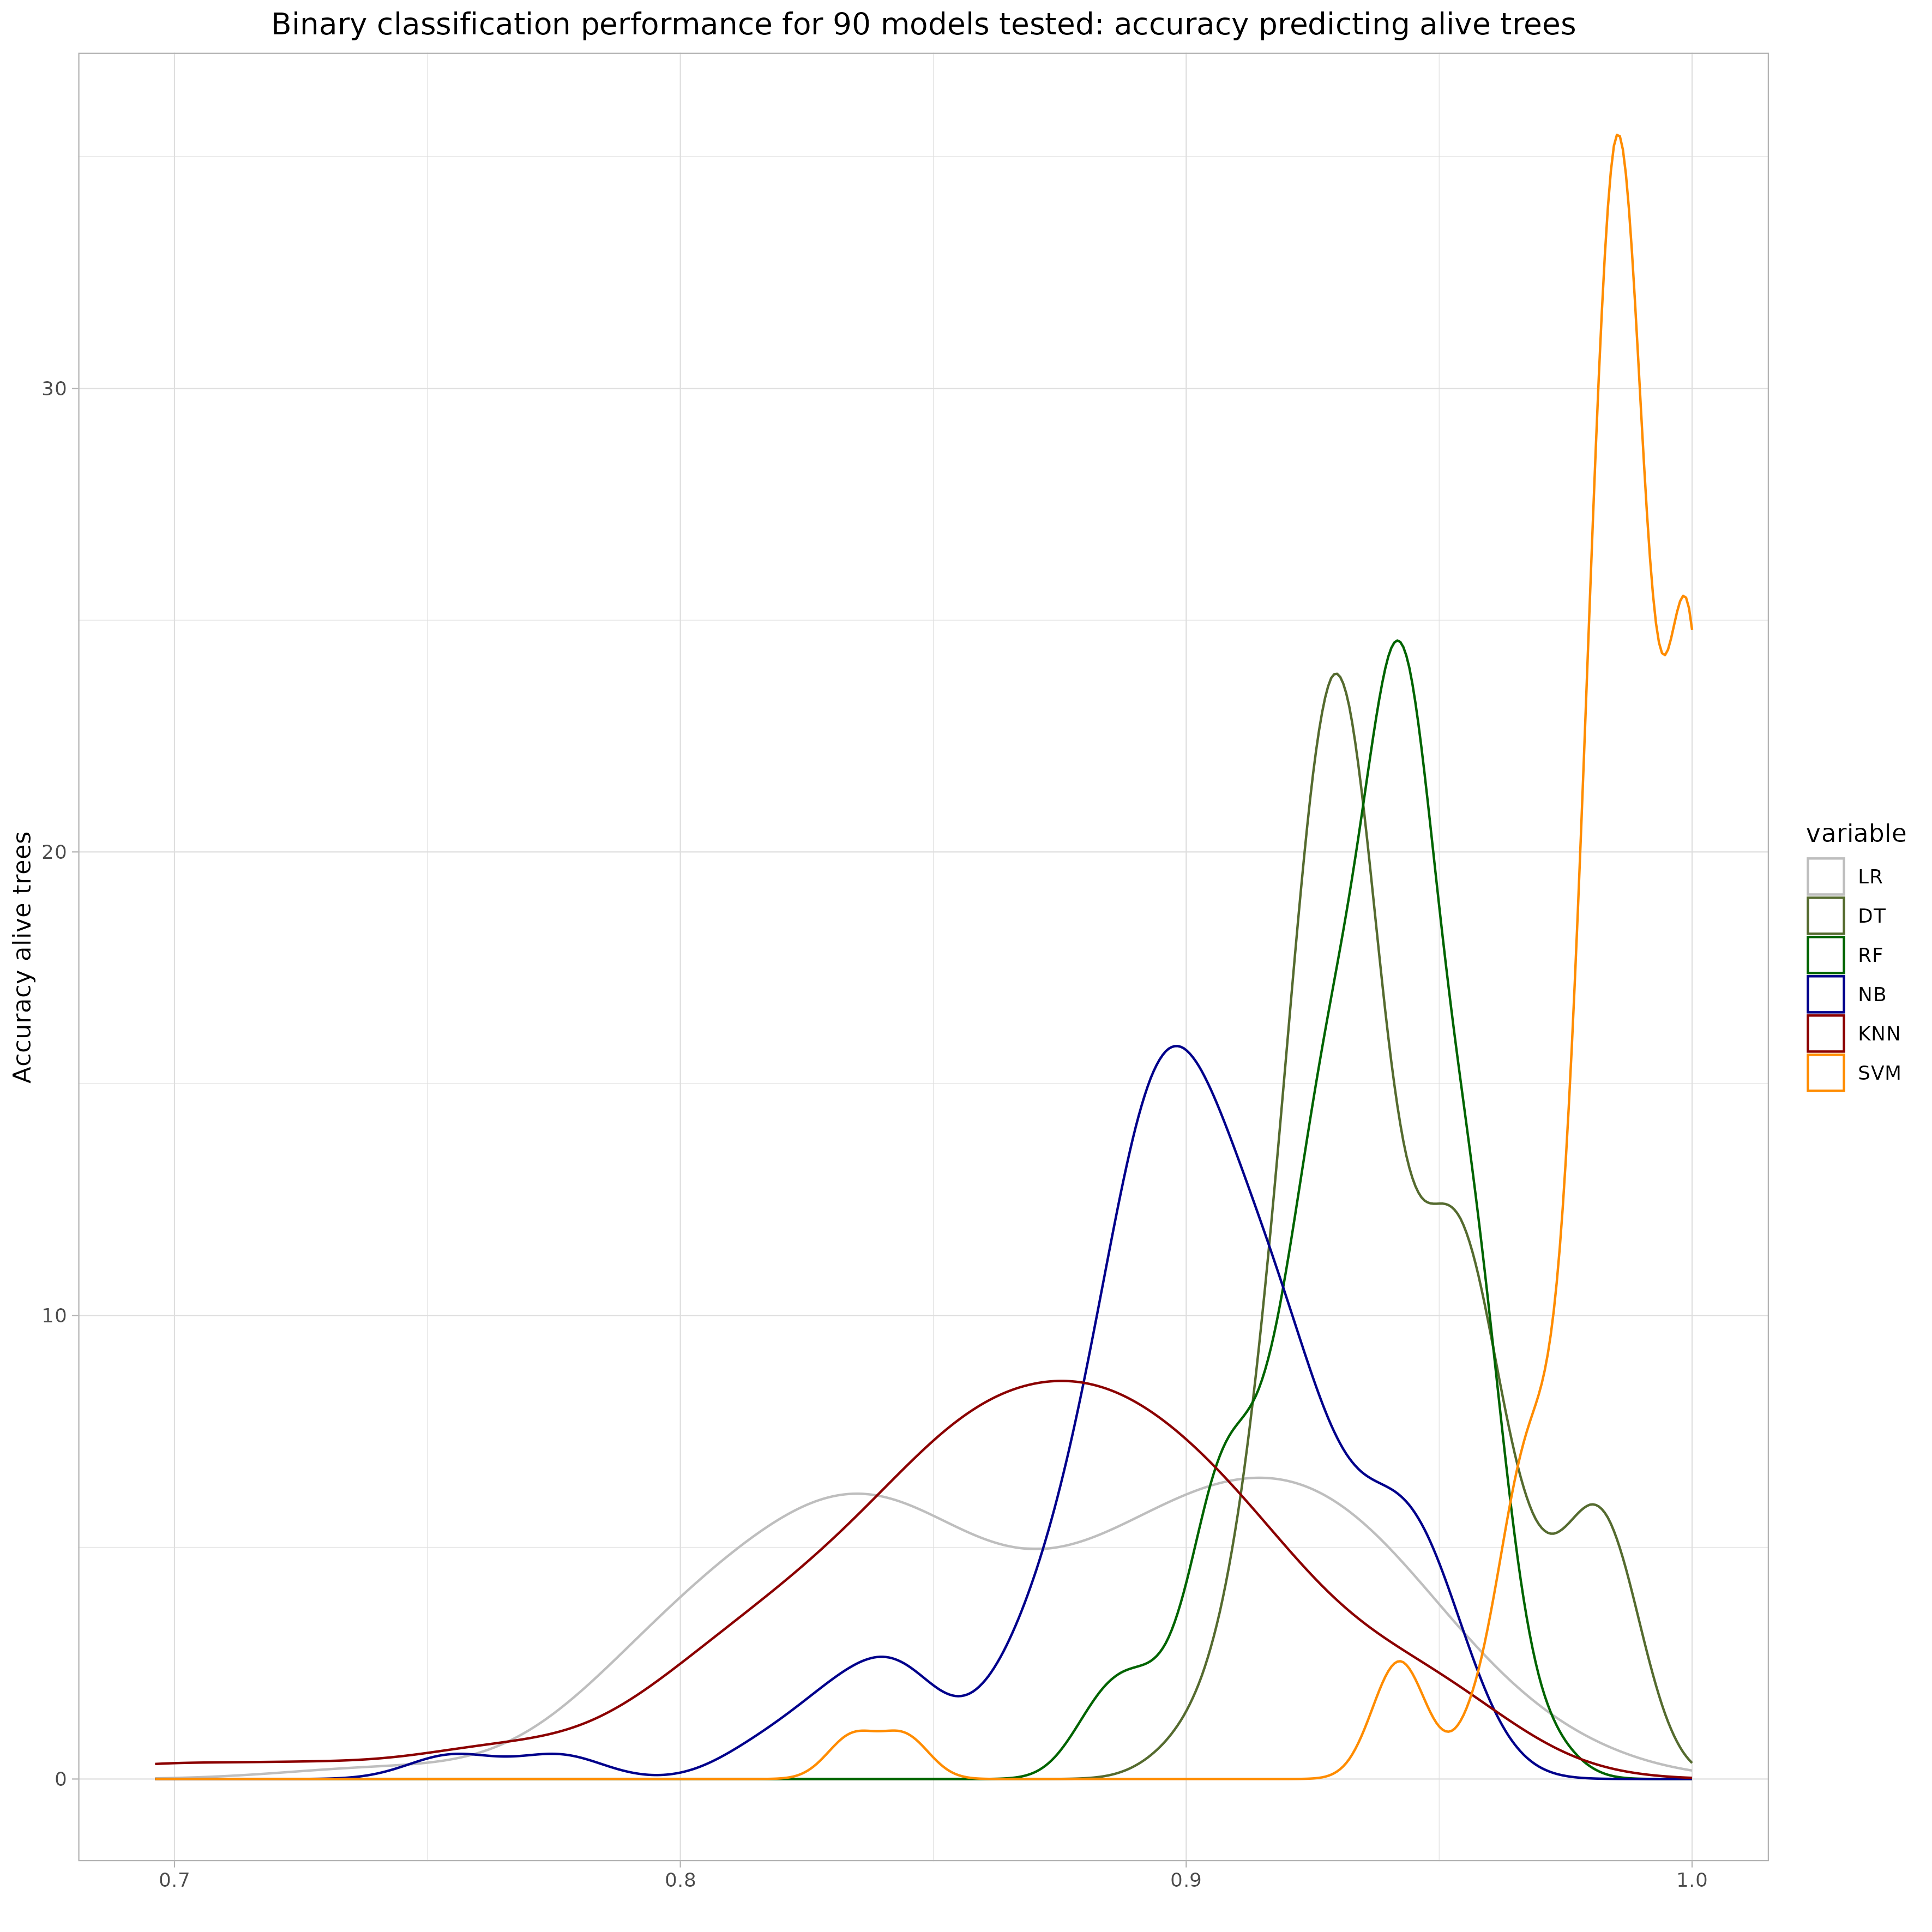 Binary classification performance for 90 models tested: accuracy predicting alive trees
Accuracy alive trees
30
20
10
0
0.7
0.8
0.9
1.0
variable
LR
DT
RF
NB
KNN
SVM